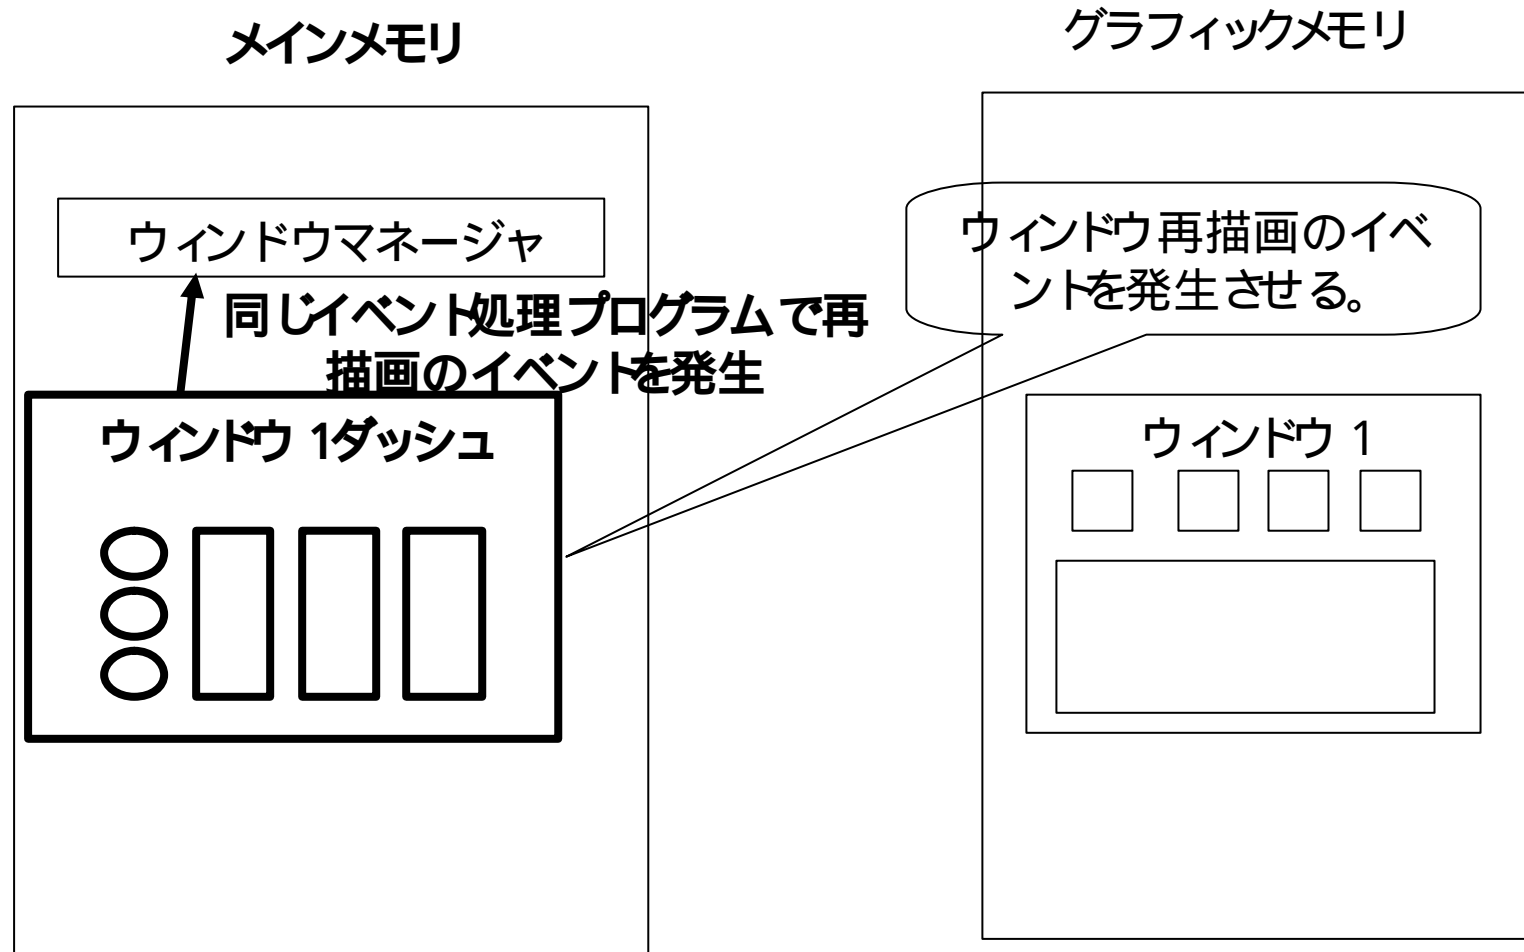 メインメモリ
グラフィックメモリ
ウィンドウマネージャ
同じイベント処理プログラムで再
描画のイベントを発生
ウィンドウ再描画のイベ
ントを発生させる。
ウィンドウ 1ダッシュ
ウィンドウ 1